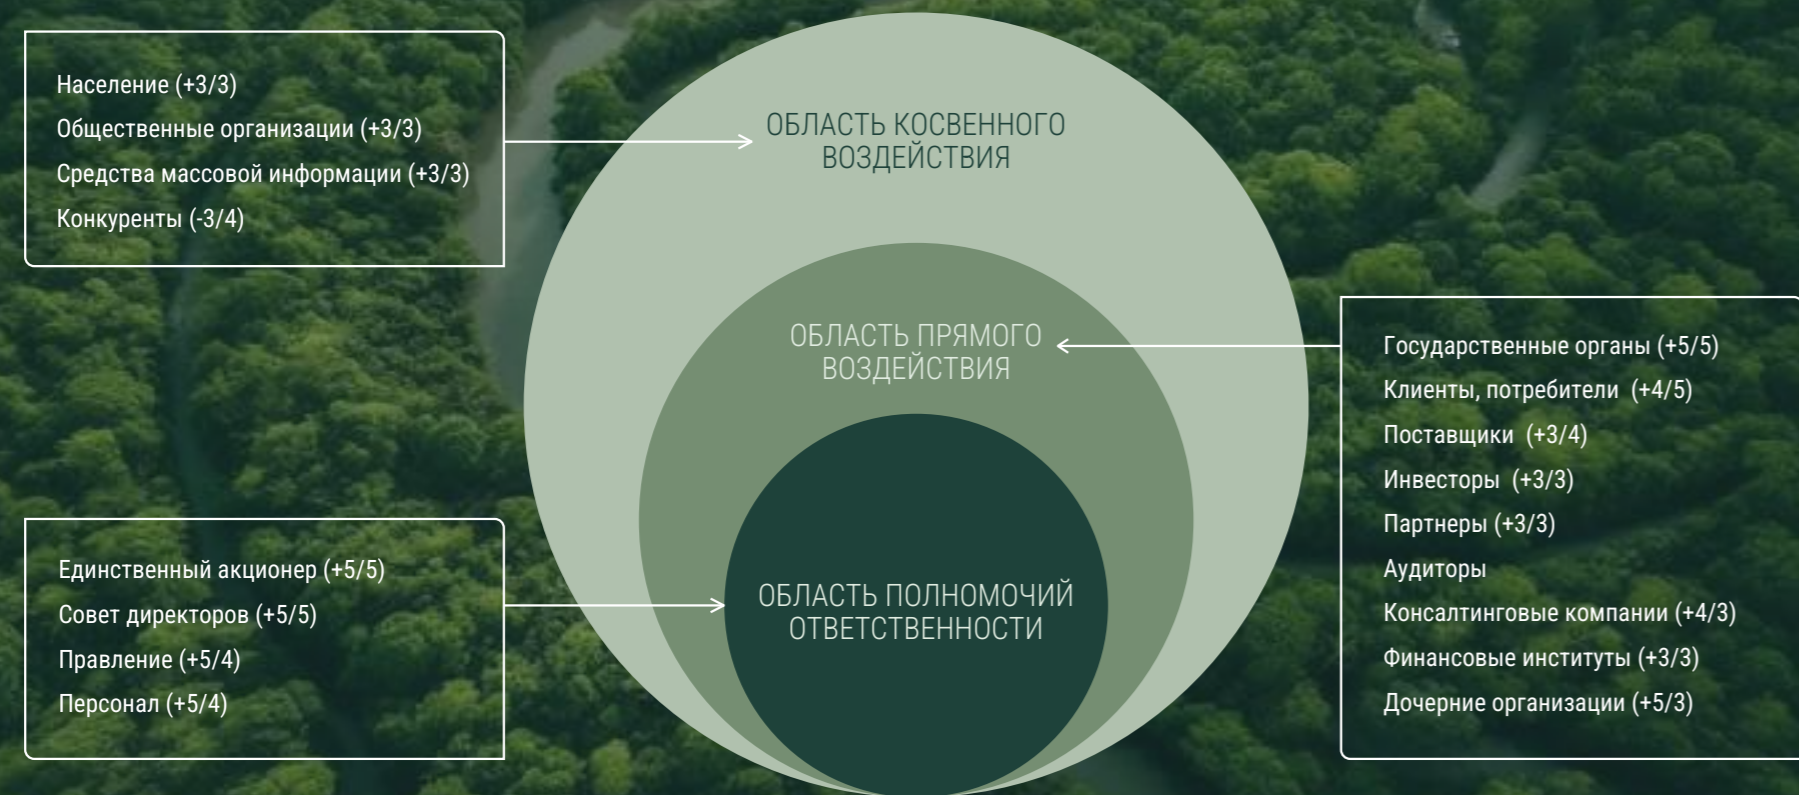 Население (+3/3)
Общественные организации (+3/3)
Средства массовой информации (+3/3)
Конкуренты (-3/4)
ОБЛАСТЬ КОСВЕННОГО
ВОЗДЕЙСТВИЯ
ОБЛАСТЬ ПРЯМОГО
ВОЗДЕЙСТВИЯ
Государственные органы (+5/5)
Клиенты, потребители (+4/5)
Поставщики (+3/4)
Инвесторы (+3/3)
Партнеры (+3/3)
Аудиторы
Консалтинговые компании (+4/3)
Финансовые институты (+3/3)
Дочерние организации (+5/3)
Единственный акционер (+5/5)
Совет директоров (+5/5)
Правление (+5/4)
Персонал (+5/4)
ОБЛАСТЬ ПОЛНОМОЧИЙ
ОТВЕТСТВЕННОСТИ